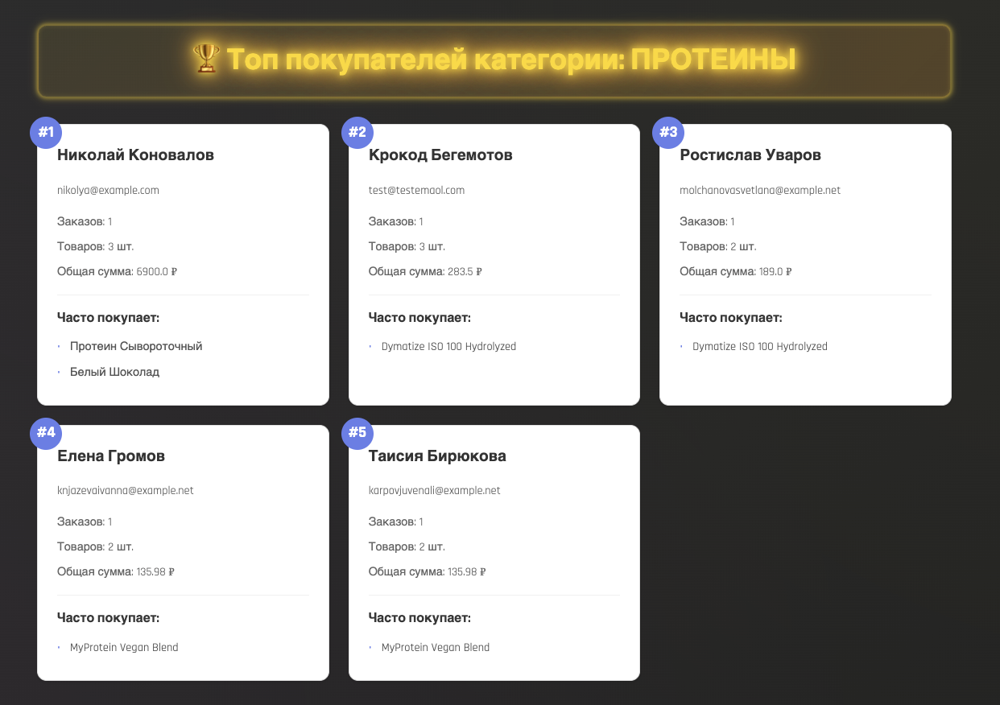 🏆 Топ покупателей категории: ПРОТЕИНЫ
#1
Николай Коновалов
nikolya@example.com
Заказов: 1
Товаров: 3 шт.
Общая сумма: 6900.0 ₽
Часто покупает:
Протеин Сывороточный
Белый Шоколад
#2
Крокод Бегемотов
test@testemaol.com
Заказов: 1
Товаров: 3 шт.
Общая сумма: 283.5 ₽
Часто покупает:
Dymatize ISO 100 Hydrolyzed
#3
Ростислав Уваров
molchanovasvetlana@example.net
Заказов: 1
Товаров: 2 шт.
Общая сумма: 189.0 ₽
Часто покупает:
Dymatize ISO 100 Hydrolyzed
#4
Елена Громов
knjazevaivanna@example.net
Заказов: 1
Товаров: 2 шт.
Общая сумма: 135.98 ₽
Часто покупает:
MyProtein Vegan Blend
#5
Таисия Бирюкова
karpovjuvenali@example.net
Заказов: 1
Товаров: 2 шт.
Общая сумма: 135.98 ₽
Часто покупает:
MyProtein Vegan Blend